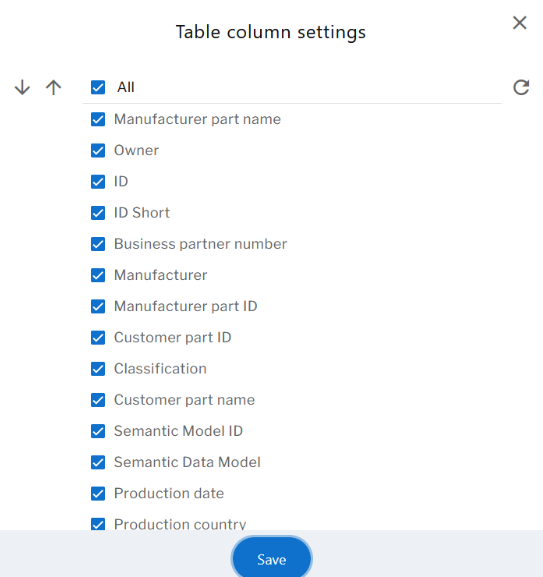 Table column settings
All
Manufacturer part name
Owner
ID
ID Short
Business partner number
Manufacturer
Manufacturer part ID
Customer part ID
Classification
Customer part name
Semantic Model ID
Semantic Data Model
Production date
Production country
Save